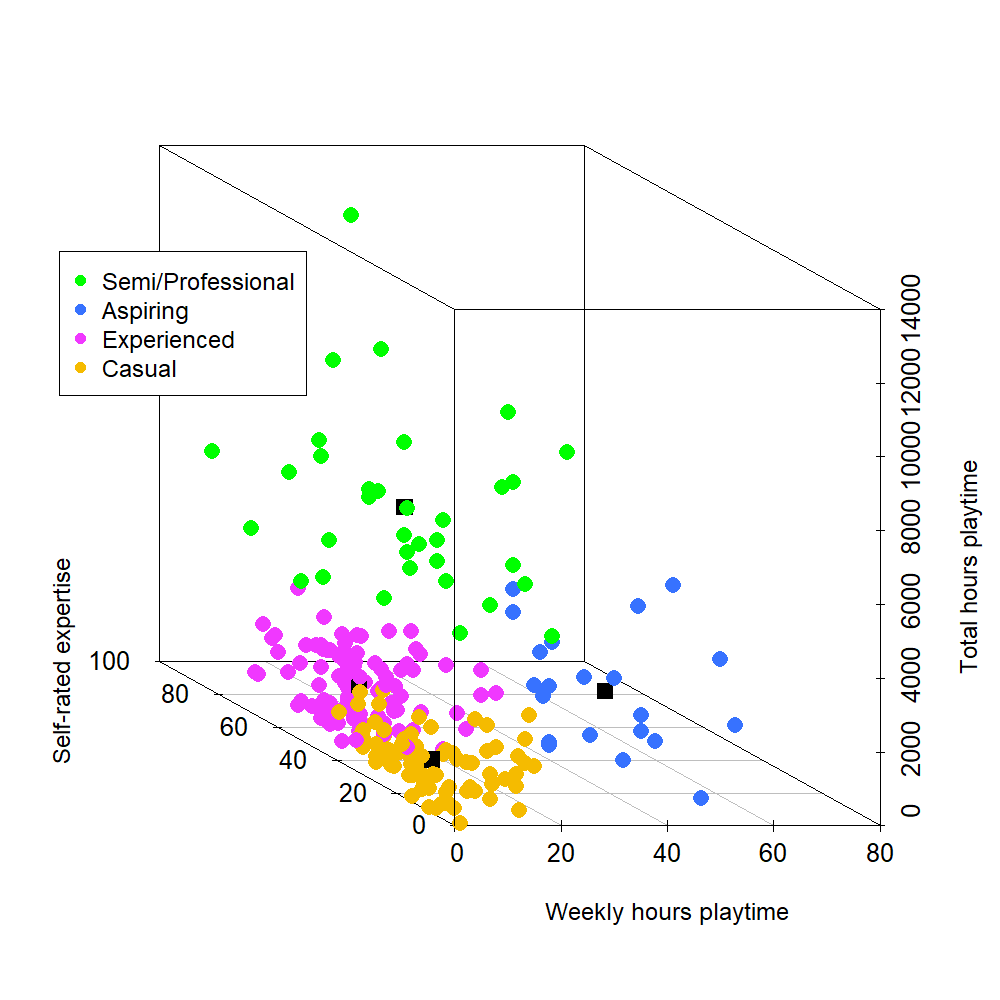 Semi/Professional
Aspiring
Experienced
Casual
Self-rated expertise
100
80
60
40
20
0
0
20
40
60
80
Weekly hours playtime
0
2000
4000
6000
8000
10000
12000
14000
Total hours playtime